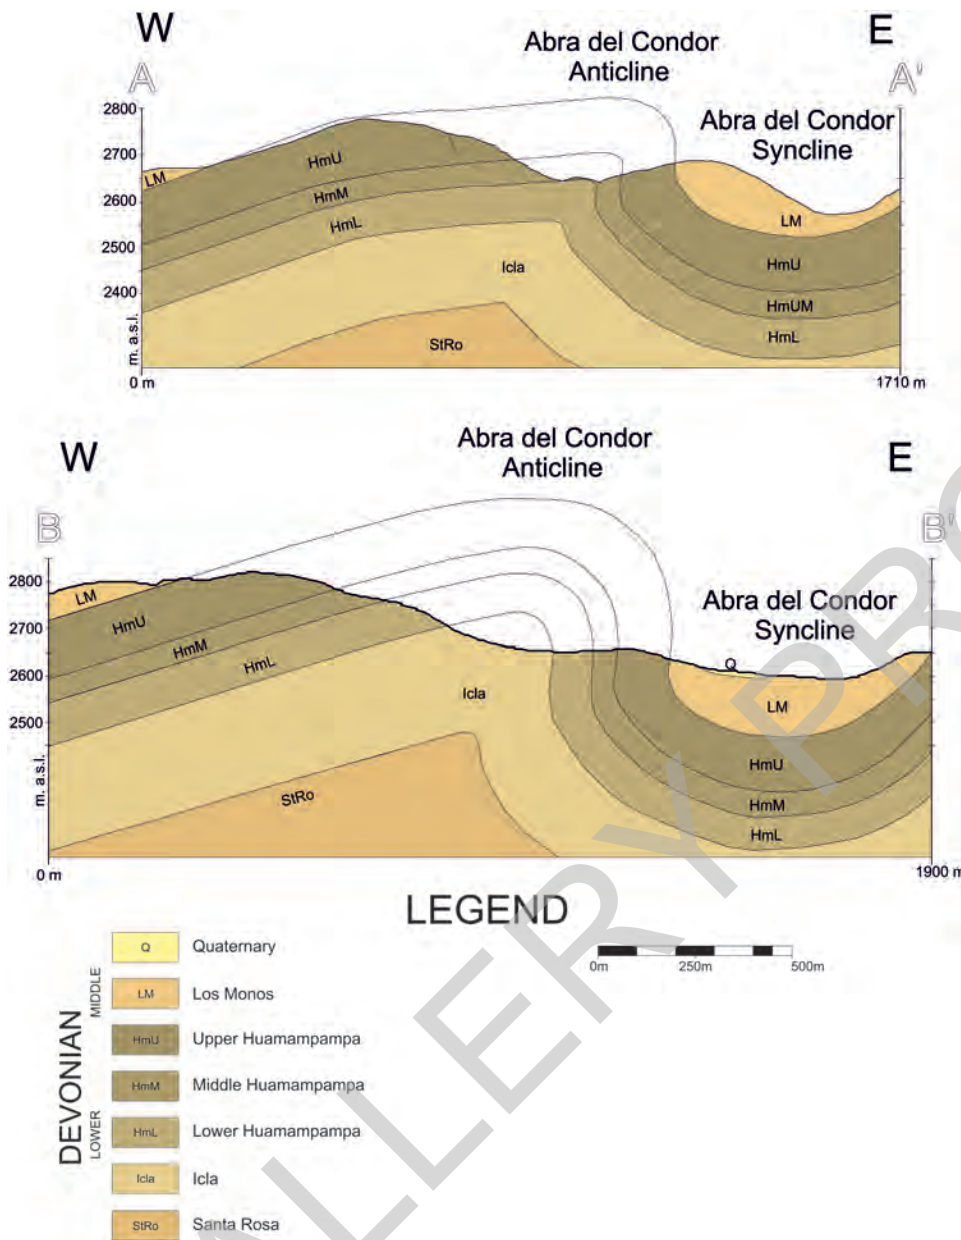 W
Abra del Condor
Anticline
E
A
A'
Abra del Condor
Syncline
2800
2700
2600
2500
2400
m. a.s.l.
LM
HmU
HmM
HmL
Icla
StRo
LM
HmU
HmUM
HmL
0 m
1710 m
W
Abra del Condor
Anticline
E
B
B'
Abra del Condor
Syncline
2800
2700
2600
2500
m. a.s.l.
LM
HmU
HmM
HmL
Icla
StRo
Q
LM
HmU
HmM
HmL
0 m
1900 m
LEGEND
0m 250m 500m
DEVONIAN
MIDDLE
LOWER
Q Quaternary
LM Los Monos
HmU Upper Huamampampa
HmM Middle Huamampampa
HmL Lower Huamampampa
Icla Icla
StRo Santa Rosa
ALLERY PRO